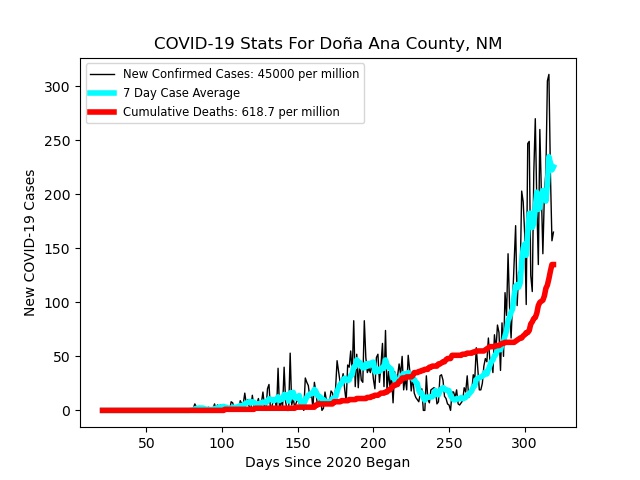 COVID-19 Stats For Doña Ana County, NM
New Confirmed Cases: 45000 per million
7 Day Case Average
Cumulative Deaths: 618.7 per million
New COVID-19 Cases
300
250
200
150
100
50
0
50 100 150 200 250 300
Days Since 2020 Began